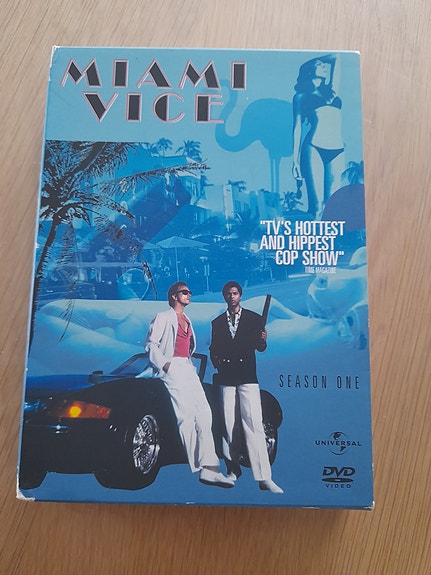 MIAMI
VICE
"TV'S HOTTEST
AND HIPPEST
COP SHOW"
TIME MAGAZINE
SEASON ONE
UNIVERSAL
DVD
VIDEO